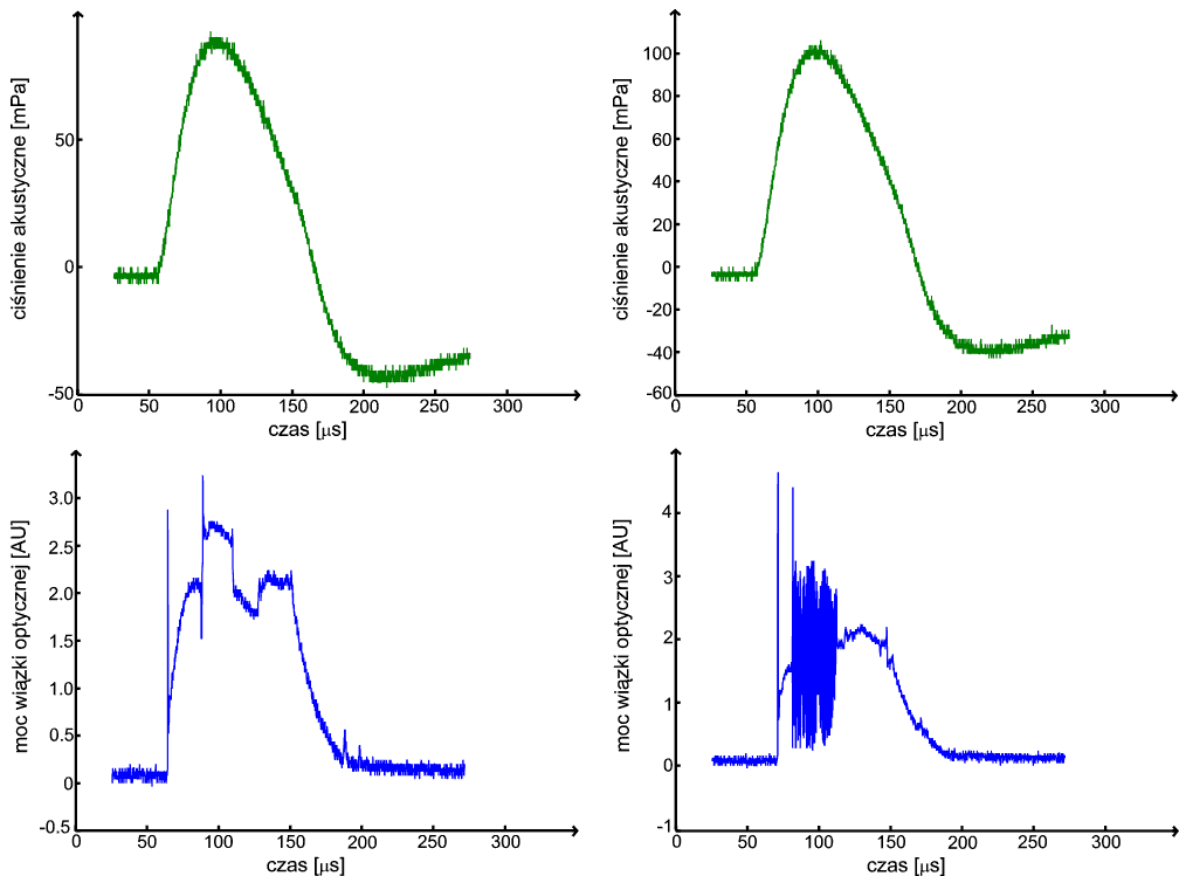 ciśnienie akustyczne [mPa]
50
0
-50
0 50 100 150 200 250 300
czas [μs]
ciśnienie akustyczne [mPa]
100
80
60
40
20
0
-20
-40
-60
0 50 100 150 200 250 300
czas [μs]
moc wiązki optycznej [AU]
3.0
2.5
2.0
1.5
1.0
0.5
0
-0.5
0 50 100 150 200 250 300
czas [μs]
moc wiązki optycznej [AU]
4
3
2
1
0
-1
0 50 100 150 200 250 300
czas [μs]